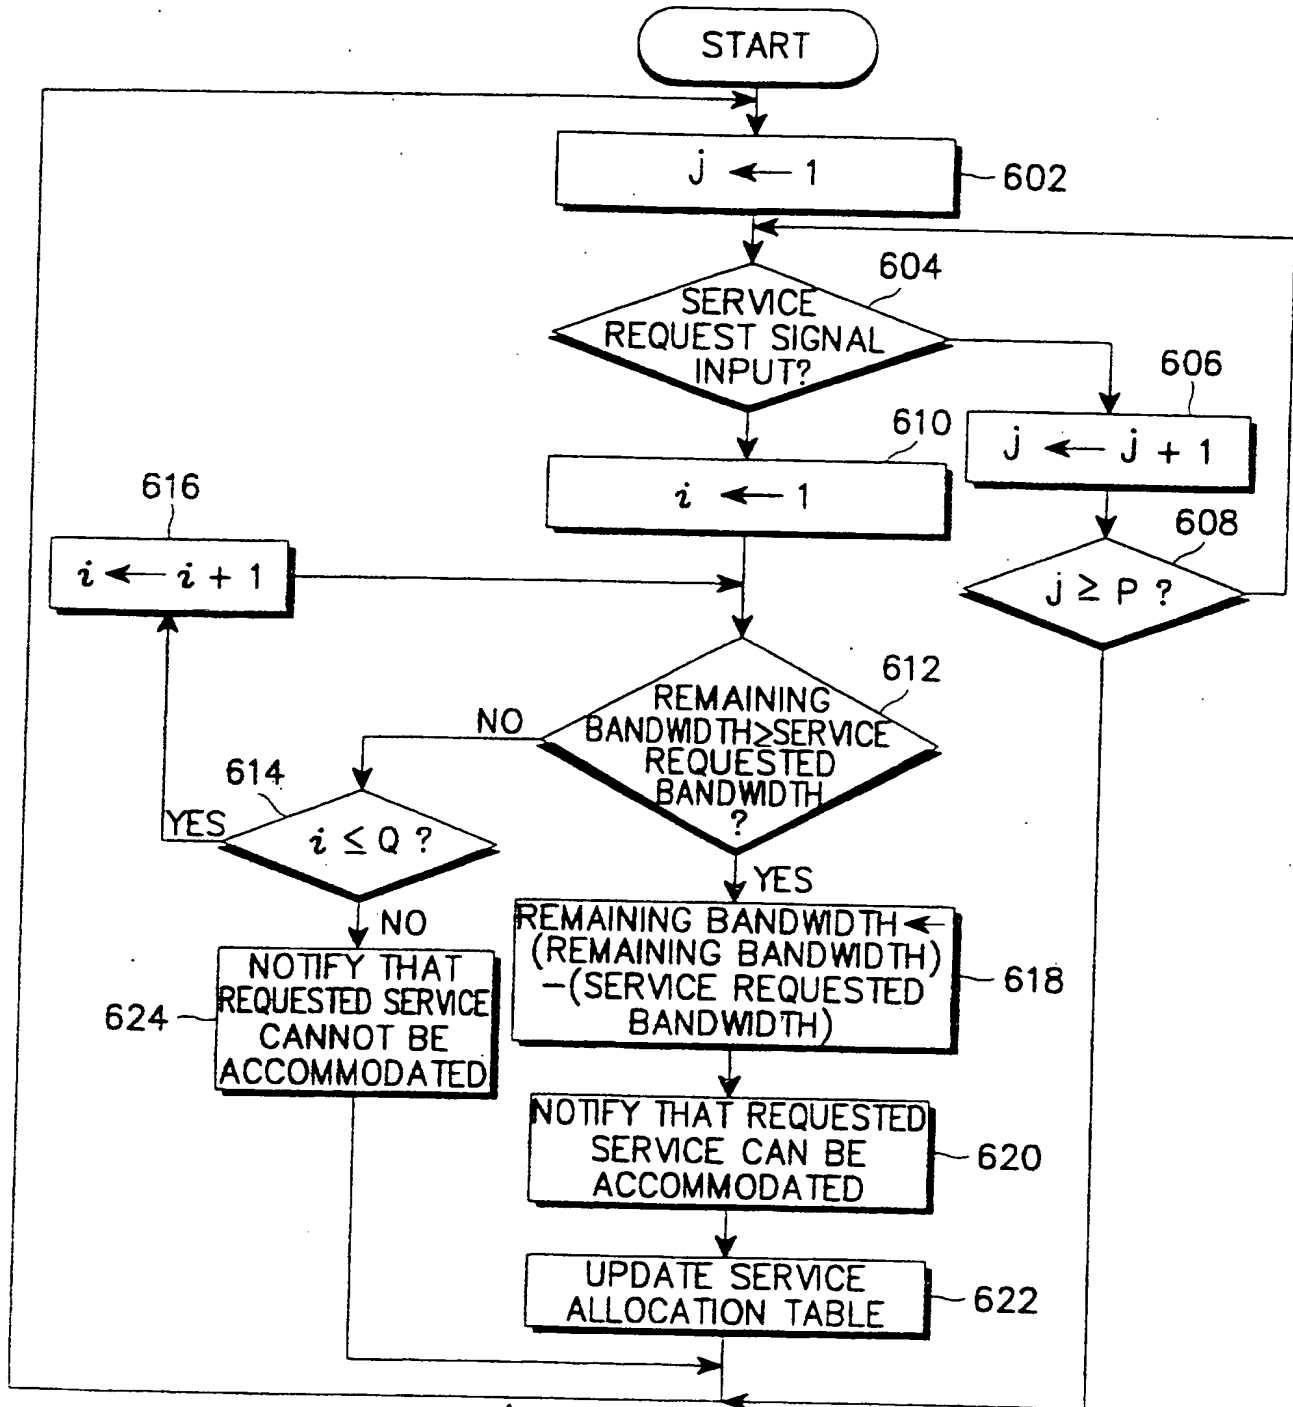 START
j ← 1
602
604
SERVICE
REQUEST SIGNAL
INPUT?
606
j ← j + 1
610
i ← 1
608
j ≥ P ?
616
i ← i + 1
612
REMAINING
BANDWIDTH≥SERVICE
REQUESTED
BANDWIDTH
?
NO
614
YES
i ≤ Q ?
YES
NO
REMAINING BANDWIDTH ←
(REMAINING BANDWIDTH)
−(SERVICE REQUESTED
BANDWIDTH)
618
NOTIFY THAT
REQUESTED SERVICE
CANNOT BE
ACCOMMODATED
624
NOTIFY THAT REQUESTED
SERVICE CAN BE
ACCOMMODATED
620
UPDATE SERVICE
ALLOCATION TABLE
622